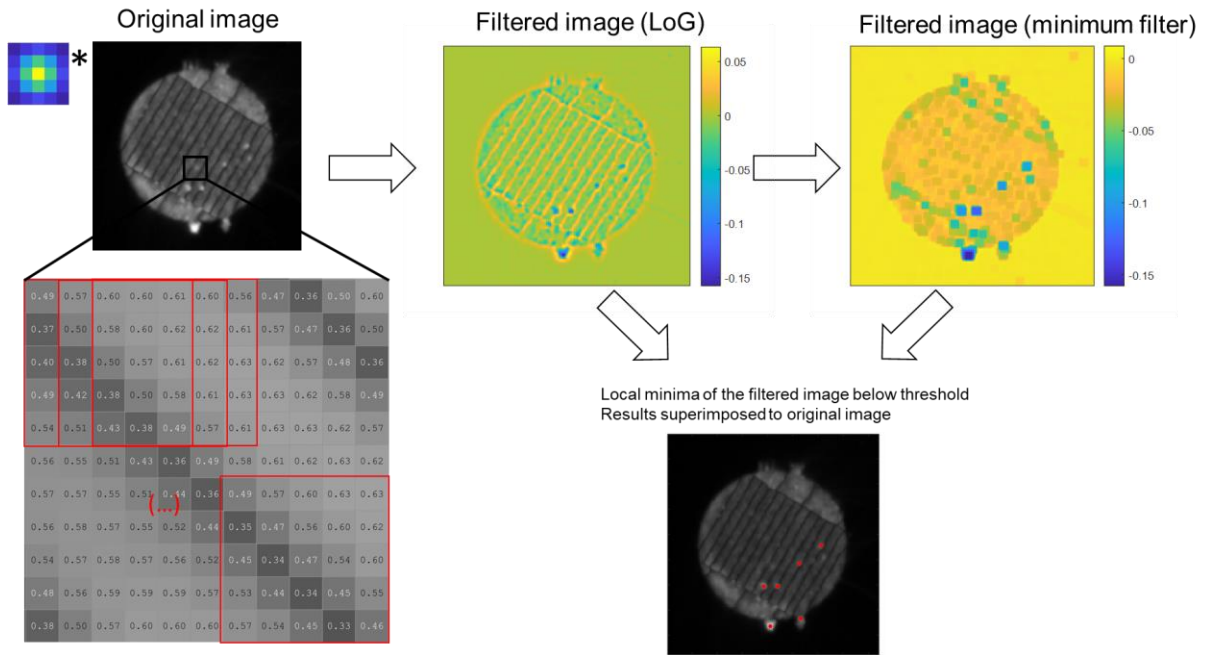 Original image
Filtered image (LoG)
Filtered image (minimum filter)
*
0.05
0
-0.05
-0.1
-0.15
0
-0.05
-0.1
-0.15
0.49 0.57 0.60 0.60 0.61 0.60 0.56 0.47 0.36 0.50 0.60
0.37 0.50 0.58 0.60 0.62 0.62 0.61 0.57 0.47 0.36 0.50
0.40 0.38 0.50 0.57 0.61 0.62 0.63 0.62 0.57 0.48 0.36
0.49 0.42 0.38 0.50 0.58 0.61 0.63 0.63 0.62 0.58 0.49
0.54 0.51 0.43 0.38 0.49 0.57 0.61 0.63 0.63 0.62 0.57
0.56 0.55 0.51 0.43 0.36 0.49 0.58 0.61 0.62 0.63 0.62
0.57 0.57 0.55 0.51 0.44 0.36 0.49 0.57 0.60 0.63 0.63
(...)
0.56 0.58 0.57 0.55 0.52 0.44 0.35 0.47 0.56 0.60 0.62
0.54 0.57 0.58 0.57 0.56 0.52 0.45 0.34 0.47 0.54 0.60
0.48 0.56 0.59 0.59 0.59 0.57 0.53 0.44 0.34 0.45 0.55
0.38 0.50 0.57 0.60 0.60 0.60 0.57 0.54 0.45 0.33 0.46
Local minima of the filtered image below threshold
Results superimposed to original image